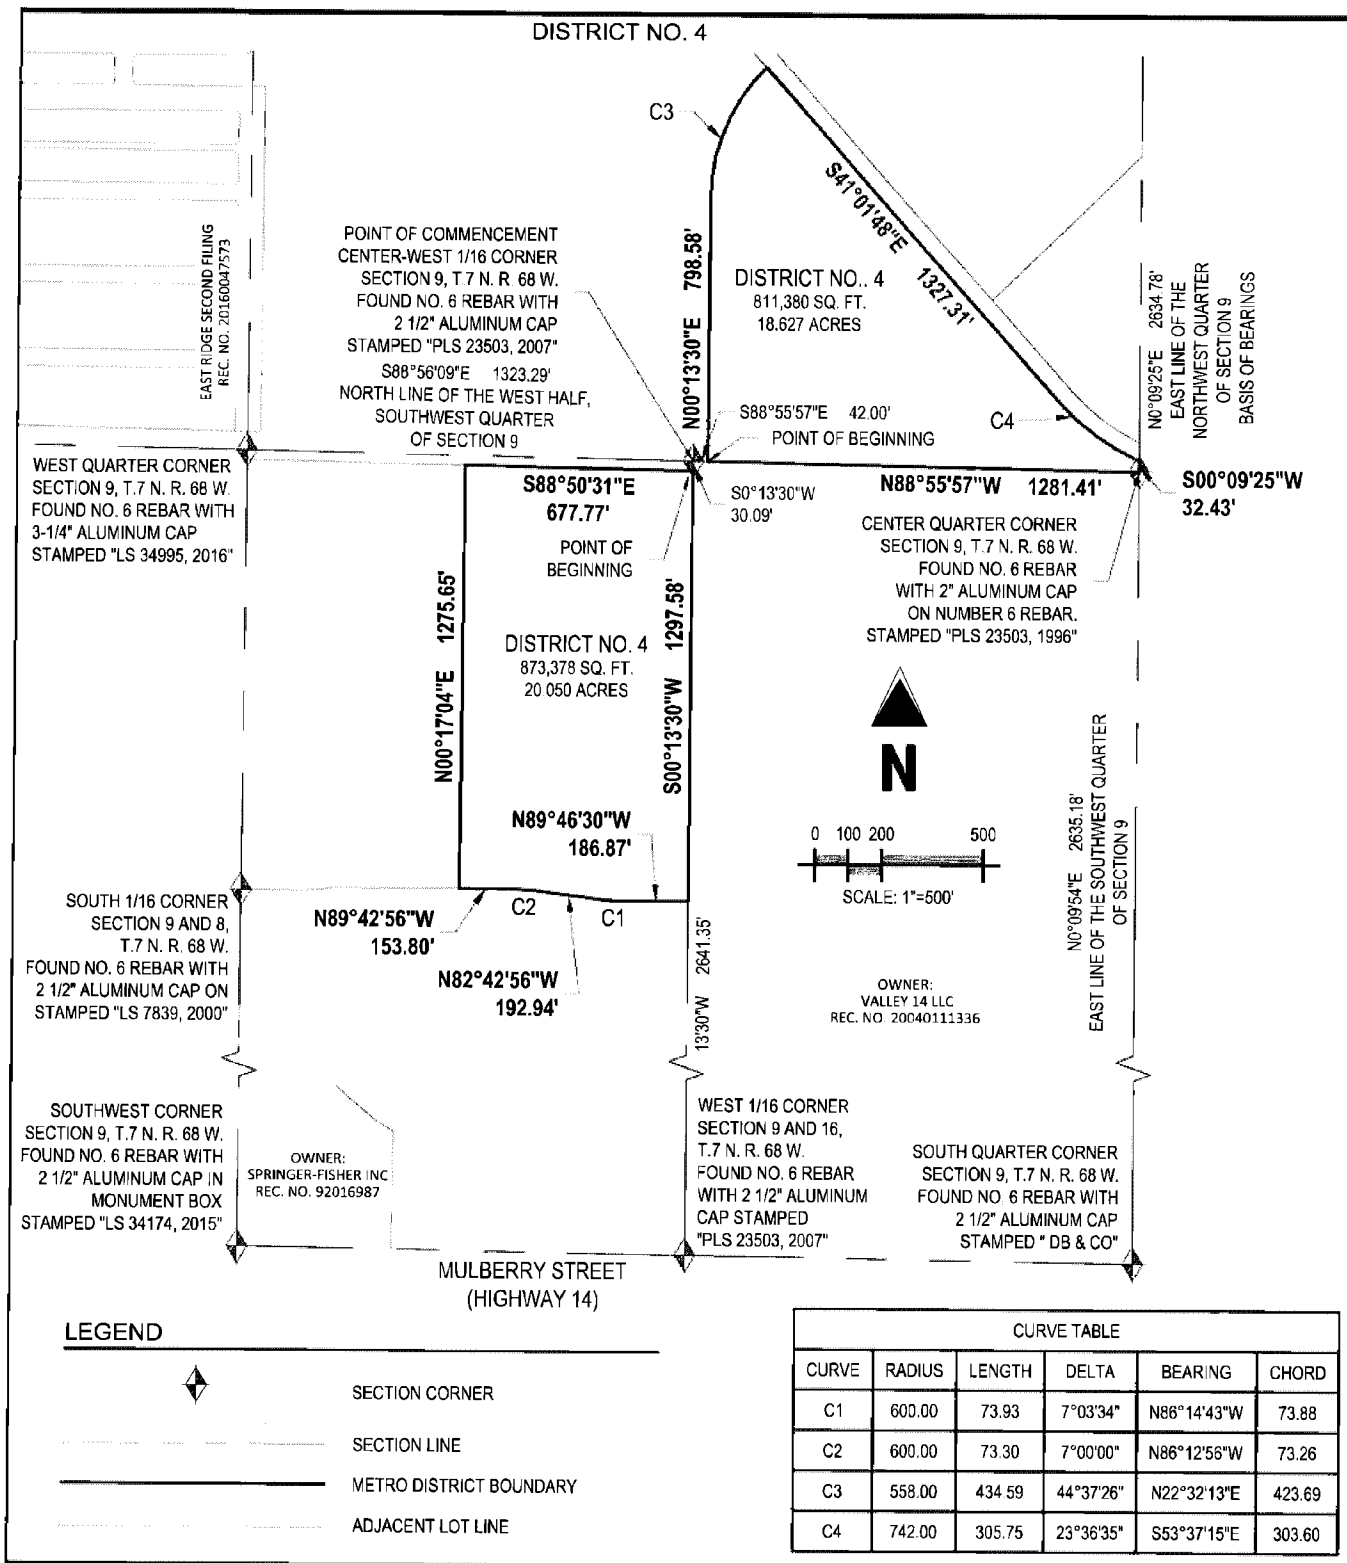 DISTRICT NO. 4
C3
S41°01'48"E 1327.31'
EAST RIDGE SECOND FILING
REC. NO. 20160047573
POINT OF COMMENCEMENT
CENTER-WEST 1/16 CORNER
SECTION 9, T.7 N. R. 68 W.
FOUND NO. 6 REBAR WITH
2 1/2" ALUMINUM CAP
STAMPED "PLS 23503, 2007"
S88°56'09"E 1323.29'
NORTH LINE OF THE WEST HALF,
SOUTHWEST QUARTER
OF SECTION 9
N00°13'30"E 798.58'
DISTRICT NO.. 4
811,380 SQ. FT.
18.627 ACRES
N0°09'25"E 2634.78'
EAST LINE OF THE
NORTHWEST QUARTER
OF SECTION 9
BASIS OF BEARINGS
S88°55'57"E 42.00'
POINT OF BEGINNING
C4
WEST QUARTER CORNER
SECTION 9, T.7 N. R. 68 W.
FOUND NO. 6 REBAR WITH
3-1/4" ALUMINUM CAP
STAMPED "LS 34995, 2016"
S88°50'31"E
677.77'
POINT OF
BEGINNING
S0°13'30"W
30.09'
N88°55'57"W 1281.41'
S00°09'25"W
32.43'
CENTER QUARTER CORNER
SECTION 9, T.7 N. R. 68 W.
FOUND NO. 6 REBAR
WITH 2" ALUMINUM CAP
ON NUMBER 6 REBAR.
STAMPED "PLS 23503, 1996"
N00°17'04"E 1275.65'
DISTRICT NO. 4
873,378 SQ. FT.
20.050 ACRES
S00°13'30"W 1297.58'
N
N89°46'30"W
186.87'
0 100 200 500
SCALE: 1"=500'
N0°09'54"E 2635.18'
EAST LINE OF THE SOUTHWEST QUARTER
OF SECTION 9
SOUTH 1/16 CORNER
SECTION 9 AND 8,
T.7 N. R. 68 W.
FOUND NO. 6 REBAR WITH
2 1/2" ALUMINUM CAP ON
STAMPED "LS 7839, 2000"
N89°42'56"W
153.80'
C2
C1
N82°42'56"W
192.94'
13'30"W 2641.35'
OWNER:
VALLEY 14 LLC
REC. NO. 20040111336
SOUTHWEST CORNER
SECTION 9, T.7 N. R. 68 W.
FOUND NO. 6 REBAR WITH
2 1/2" ALUMINUM CAP IN
MONUMENT BOX
STAMPED "LS 34174, 2015"
OWNER:
SPRINGER-FISHER INC
REC. NO. 92016987
WEST 1/16 CORNER
SECTION 9 AND 16,
T.7 N. R. 68 W.
FOUND NO. 6 REBAR
WITH 2 1/2" ALUMINUM
CAP STAMPED
"PLS 23503, 2007"
SOUTH QUARTER CORNER
SECTION 9, T.7 N. R. 68 W.
FOUND NO. 6 REBAR WITH
2 1/2" ALUMINUM CAP
STAMPED " DB & CO"
MULBERRY STREET
(HIGHWAY 14)
LEGEND
SECTION CORNER
SECTION LINE
METRO DISTRICT BOUNDARY
ADJACENT LOT LINE
CURVE TABLE
CURVE RADIUS LENGTH DELTA BEARING CHORD
C1 600.00 73.93 7°03'34" N86°14'43"W 73.88
C2 600.00 73.30 7°00'00" N86°12'56"W 73.26
C3 558.00 434.59 44°37'26" N22°32'13"E 423.69
C4 742.00 305.75 23°36'35" S53°37'15"E 303.60